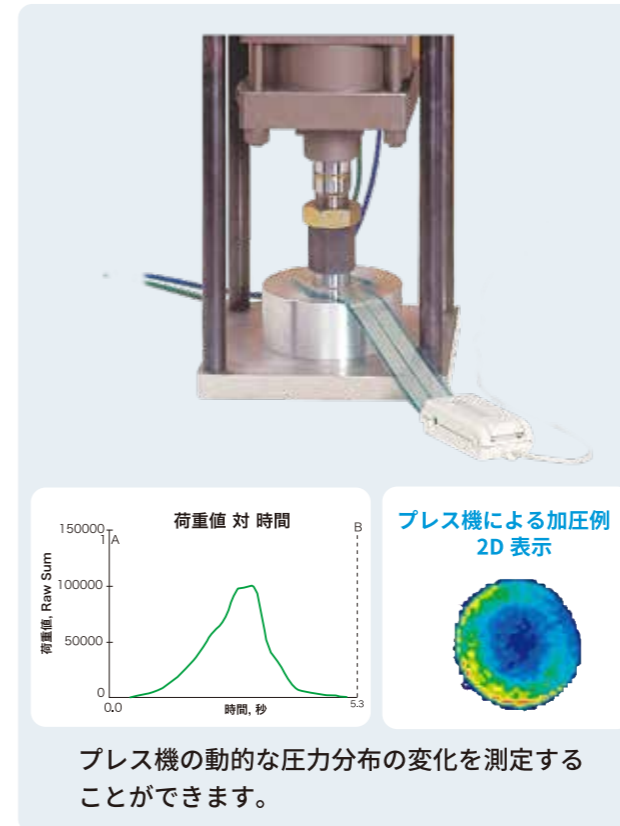 荷重値 対 時間
150000
1 A
B
100000
50000
0
0.0
5.3
荷重値, Raw Sum
時間, 秒
プレス機による加圧例
2D 表示
プレス機の動的な圧力分布の変化を測定する
ことができます。